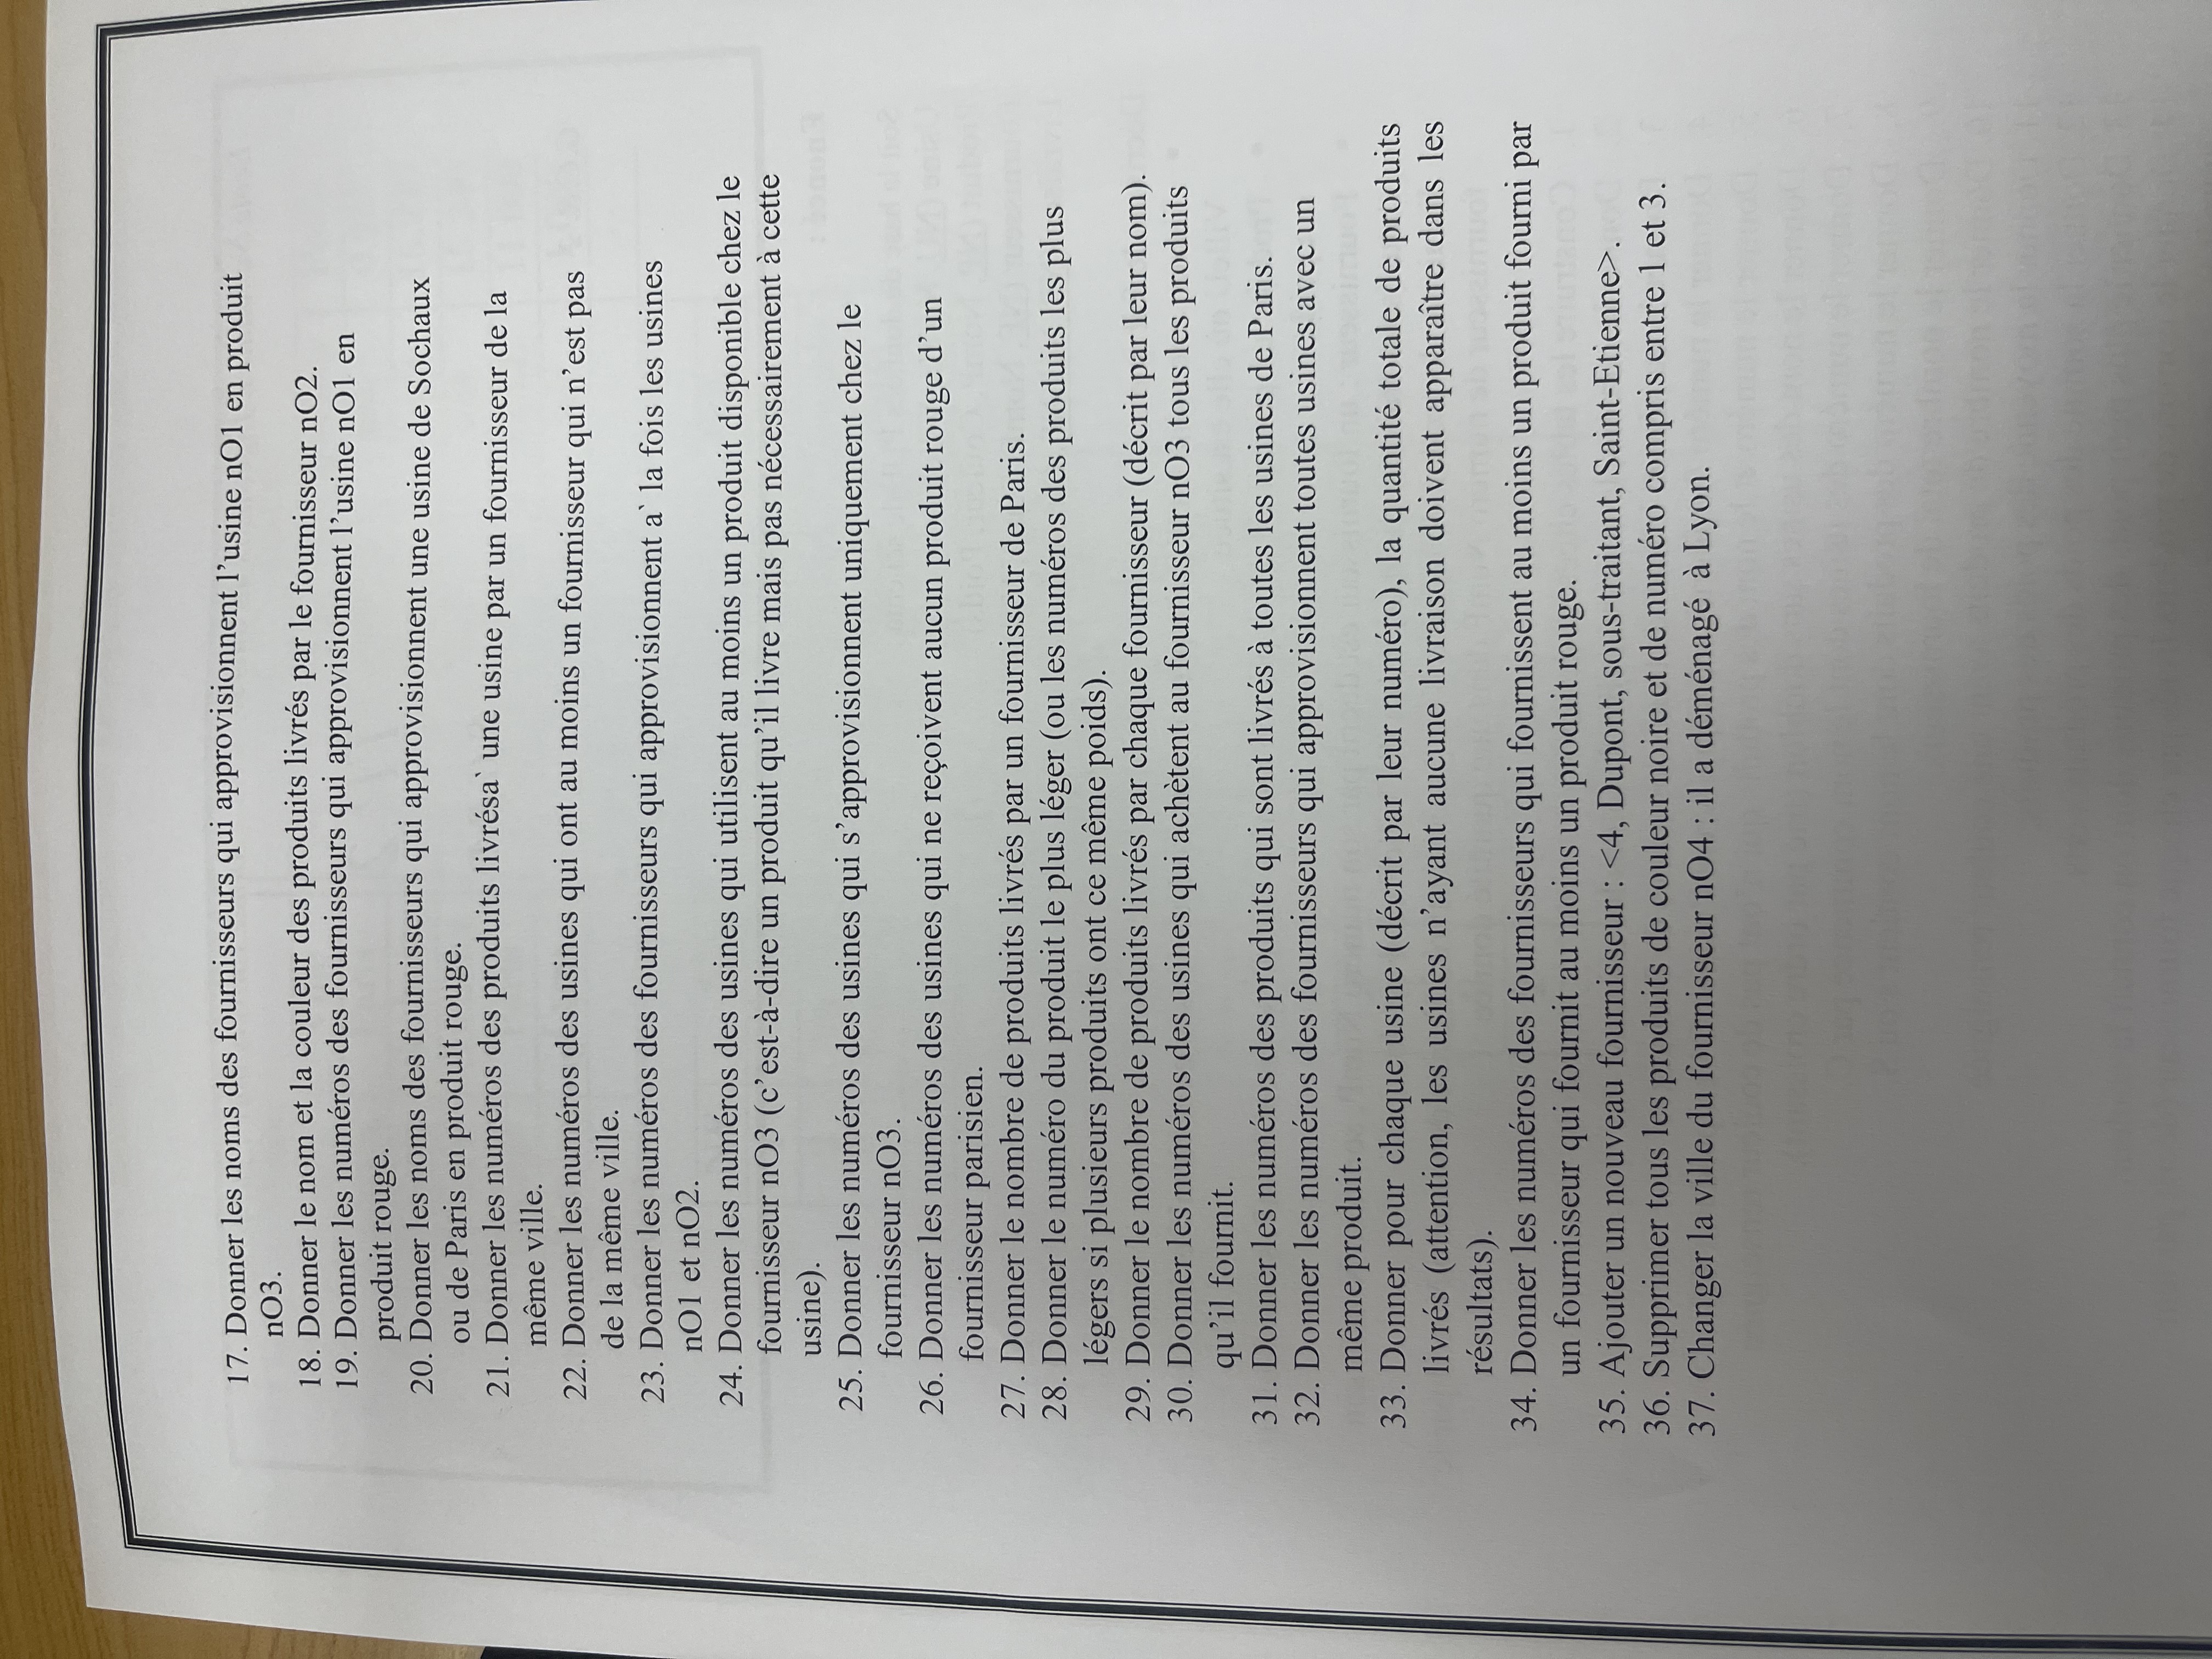 17. Donner les noms des fournisseurs qui approvisionnent l’usine nO1 en produit
nO3.
18. Donner le nom et la couleur des produits livrés par le fournisseur nO2.
19. Donner les numéros des fournisseurs qui approvisionnent l’usine nO1 en
produit rouge.
20. Donner les noms des fournisseurs qui approvisionnent une usine de Sochaux
ou de Paris en produit rouge.
21. Donner les numéros des produits livrésa` une usine par un fournisseur de la
même ville.
22. Donner les numéros des usines qui ont au moins un fournisseur qui n’est pas
de la même ville.
23. Donner les numéros des fournisseurs qui approvisionnent a` la fois les usines
nO1 et nO2.
24. Donner les numéros des usines qui utilisent au moins un produit disponible chez le
fournisseur nO3 (c’est-à-dire un produit qu’il livre mais pas nécessairement à cette
usine).
25. Donner les numéros des usines qui s’approvisionnent uniquement chez le
fournisseur nO3.
26. Donner les numéros des usines qui ne reçoivent aucun produit rouge d’un
fournisseur parisien.
27. Donner le nombre de produits livrés par un fournisseur de Paris.
28. Donner le numéro du produit le plus léger (ou les numéros des produits les plus
légers si plusieurs produits ont ce même poids).
29. Donner le nombre de produits livrés par chaque fournisseur (décrit par leur nom).
30. Donner les numéros des usines qui achètent au fournisseur nO3 tous les produits
qu’il fournit.
31. Donner les numéros des produits qui sont livrés à toutes les usines de Paris.
32. Donner les numéros des fournisseurs qui approvisionnent toutes usines avec un
même produit.
33. Donner pour chaque usine (décrit par leur numéro), la quantité totale de produits
livrés (attention, les usines n’ayant aucune livraison doivent apparaître dans les
résultats).
34. Donner les numéros des fournisseurs qui fournissent au moins un produit fourni par
un fournisseur qui fournit au moins un produit rouge.
35. Ajouter un nouveau fournisseur : <4, Dupont, sous-traitant, Saint-Etienne>.
36. Supprimer tous les produits de couleur noire et de numéro compris entre 1 et 3.
37. Changer la ville du fournisseur nO4 : il a déménagé à Lyon.